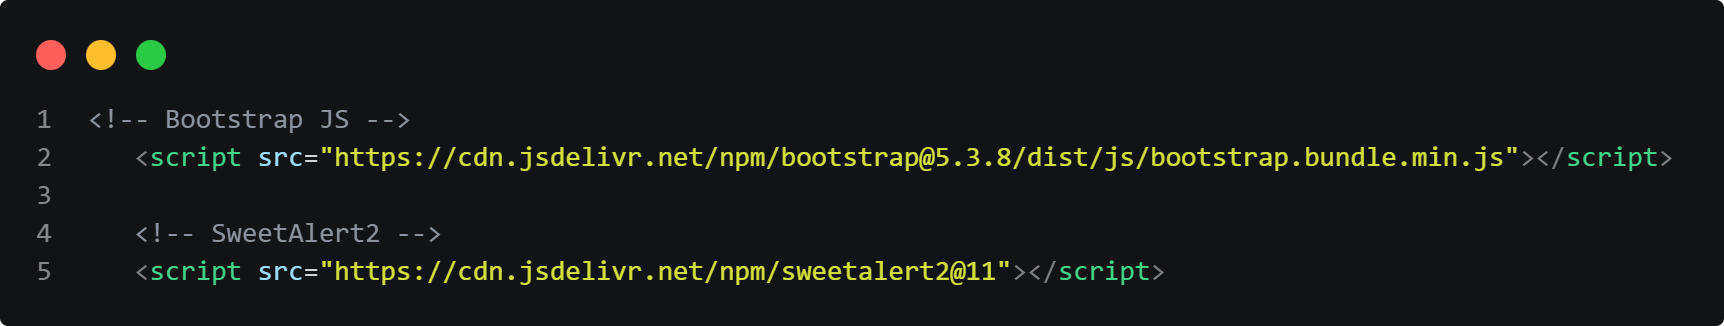 1 <!-- Bootstrap JS -->
2 <script src="https://cdn.jsdelivr.net/npm/bootstrap@5.3.8/dist/js/bootstrap.bundle.min.js"></script>
3
4 <!-- SweetAlert2 -->
5 <script src="https://cdn.jsdelivr.net/npm/sweetalert2@11"></script>